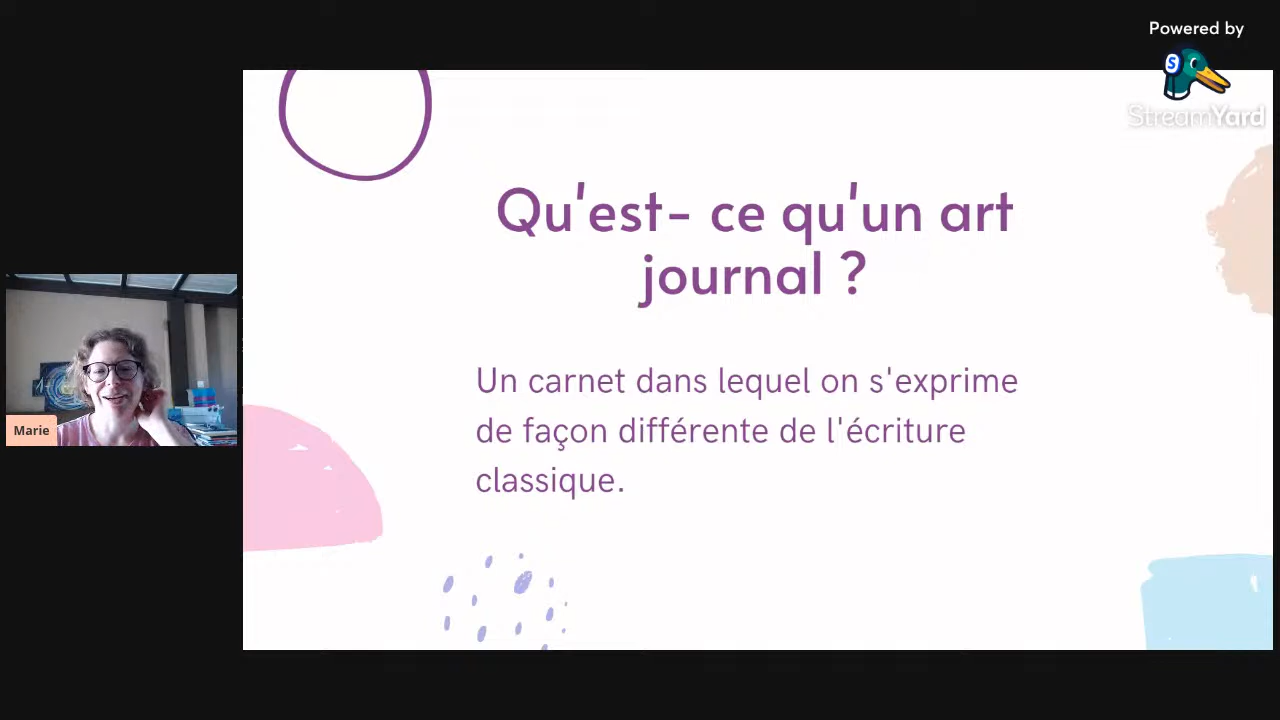 Powered by
StreamYard
Qu'est- ce qu'un art
journal ?
Un carnet dans lequel on s'exprime
de façon différente de l'écriture
classique.
Marie